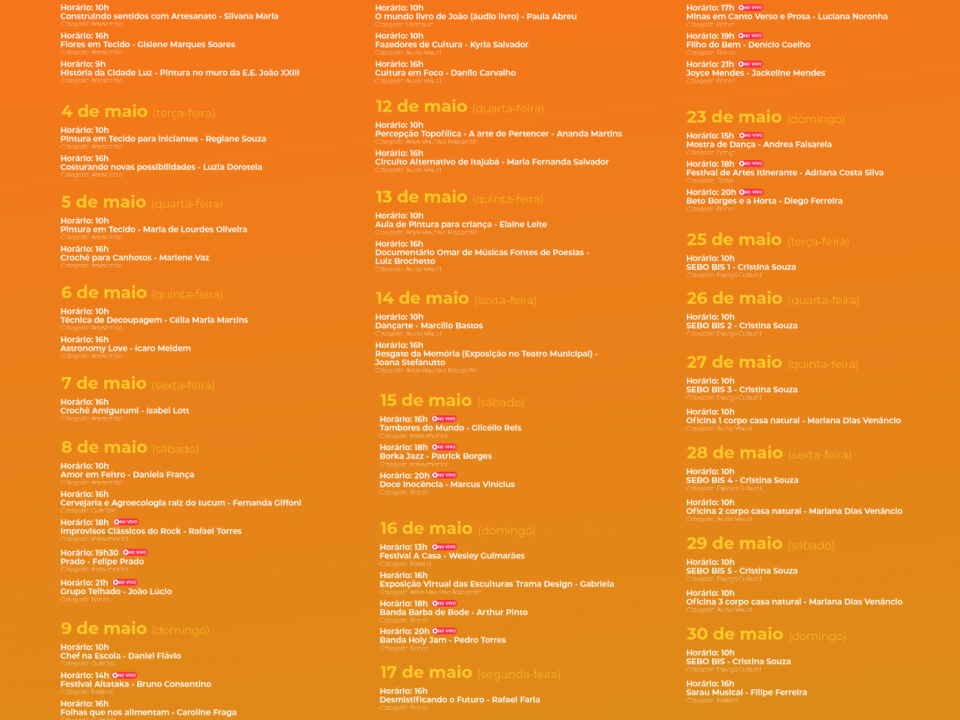 Horário: 10h
Construindo sentidos com Artesanato - Silvana Maria
Categoria: Artesanato
Horário: 16h
Flores em Tecido - Gislene Marques Soares
Categoria: Artesanato
Horário: 9h
História da Cidade Luz - Pintura no muro da E.E. João XXIII
Categoria: Artesanato
4 de maio (terça-feira)
Horário: 10h
Pintura em Tecido para iniciantes - Regiane Souza
Categoria: Artesanato
Horário: 16h
Costurando novas possibilidades - Luzia Doroteia
Categoria: Artesanato
5 de maio (quarta-feira)
Horário: 10h
Pintura em Tecido - Maria de Lourdes Oliveira
Categoria: Artesanato
Horário: 16h
Crochê para Canhotos - Marlene Vaz
Categoria: Artesanato
6 de maio (quinta-feira)
Horário: 10h
Técnica de Decoupagem - Célia Maria Martins
Categoria: Artesanato
Horário: 16h
Astronomy Love - Ícaro Meidem
Categoria: Artesanato
7 de maio (sexta-feira)
Horário: 16h
Crochê Amigurumi - Isabel Lott
Categoria: Artesanato
8 de maio (sábado)
Horário: 10h
Amor em Feltro - Daniela França
Categoria: Artesanato
Horário: 16h
Cervejaria e Agroecologia raiz do tucum - Fernanda Giffoni
Categoria: Culinária
Horário: 18h AO VIVO
Improvisos Clássicos do Rock - Rafael Torres
Categoria: Instrumental
Horário: 19h30 AO VIVO
Prado - Felipe Prado
Categoria: Instrumental
Horário: 21h AO VIVO
Grupo Telhado - João Lúcio
Categoria: Banda
9 de maio (domingo)
Horário: 10h
Chef na Escola - Daniel Flávio
Categoria: Culinária
Horário: 14h AO VIVO
Festival Aitataka - Bruno Consentino
Categoria: Festival
Horário: 16h
Folhas que nos alimentam - Caroline Fraga
Horário: 10h
O mundo livro de João (áudio livro) - Paula Abreu
Categoria: Literatura
Horário: 10h
Fazedores de Cultura - Kyria Salvador
Horário: 16h
Cultura em Foco - Danilo Carvalho
Categoria: Áudio Visual
12 de maio (quarta-feira)
Horário: 10h
Percepção Topofílica - A arte de Pertencer - Ananda Martins
Categoria: Artes Visuais e Fotografia
Horário: 16h
Circuito Alternativo de Itajubá - Maria Fernanda Salvador
Categoria: Áudio Visual
13 de maio (quinta-feira)
Horário: 10h
Aula de Pintura para criança - Elaine Leite
Categoria: Artes Visuais e Fotografia
Horário: 16h
Documentário Omar de Músicas Fontes de Poesias -
Luiz Brochetto
Categoria: Áudio Visual
14 de maio (sexta-feira)
Horário: 10h
Dançarte - Marcílio Bastos
Categoria: Áudio Visual
Horário: 16h
Resgate da Memória (Exposição no Teatro Municipal) -
Joana Stefanutto
Categoria: Artes Visuais e Fotografia
15 de maio (sábado)
Horário: 16h AO VIVO
Tambores do Mundo - Glicélio Reis
Categoria: Instrumental
Horário: 18h AO VIVO
Borka Jazz - Patrick Borges
Categoria: Instrumental
Horário: 20h AO VIVO
Doce Inocência - Marcus Vinícius
Categoria: Banda
16 de maio (domingo)
Horário: 13h AO VIVO
Festival A Casa - Wesley Guimarães
Categoria: Festival
Horário: 16h
Exposição Virtual das Esculturas Trama Design - Gabriela
Categoria: Artes Visuais e Fotografia
Horário: 18h AO VIVO
Banda Barba de Bode - Arthur Pinto
Categoria: Banda
Horário: 20h AO VIVO
Banda Holy Jam - Pedro Torres
Categoria: Banda
17 de maio (segunda-feira)
Horário: 16h
Desmistificando o Futuro - Rafael Faria
Categoria: Banda
Horário: 17h AO VIVO
Minas em Canto Verso e Prosa - Luciana Noronha
Categoria: Banda
Horário: 19h AO VIVO
Filho do Bem - Denício Coelho
Categoria: Banda
Horário: 21h AO VIVO
Joyce Mendes - Jackeline Mendes
Categoria: Banda
23 de maio (domingo)
Horário: 15h AO VIVO
Mostra de Dança - Andrea Falsarela
Categoria: Dança
Horário: 18h AO VIVO
Festival de Artes Itinerante - Adriana Costa Silva
Categoria: Teatro
Horário: 20h AO VIVO
Beto Borges e a Horta - Diego Ferreira
Categoria: Banda
25 de maio (terça-feira)
Horário: 10h
SEBO BIS 1 - Cristina Souza
Categoria: Espaço Cultural
26 de maio (quarta-feira)
Horário: 10h
SEBO BIS 2 - Cristina Souza
Categoria: Espaço Cultural
27 de maio (quinta-feira)
Horário: 10h
SEBO BIS 3 - Cristina Souza
Categoria: Espaço Cultural
Horário: 10h
Oficina 1 corpo casa natural - Mariana Dias Venâncio
Categoria: Áudio Visual
28 de maio (sexta-feira)
Horário: 10h
SEBO BIS 4 - Cristina Souza
Categoria: Espaço Cultural
Horário: 10h
Oficina 2 corpo casa natural - Mariana Dias Venâncio
Categoria: Áudio Visual
29 de maio (sábado)
Horário: 10h
SEBO BIS 5 - Cristina Souza
Categoria: Espaço Cultural
Horário: 10h
Oficina 3 corpo casa natural - Mariana Dias Venâncio
Categoria: Áudio Visual
30 de maio (domingo)
Horário: 10h
SEBO BIS - Cristina Souza
Categoria: Espaço Cultural
Horário: 16h
Sarau Musical - Filipe Ferreira
Categoria: Festival